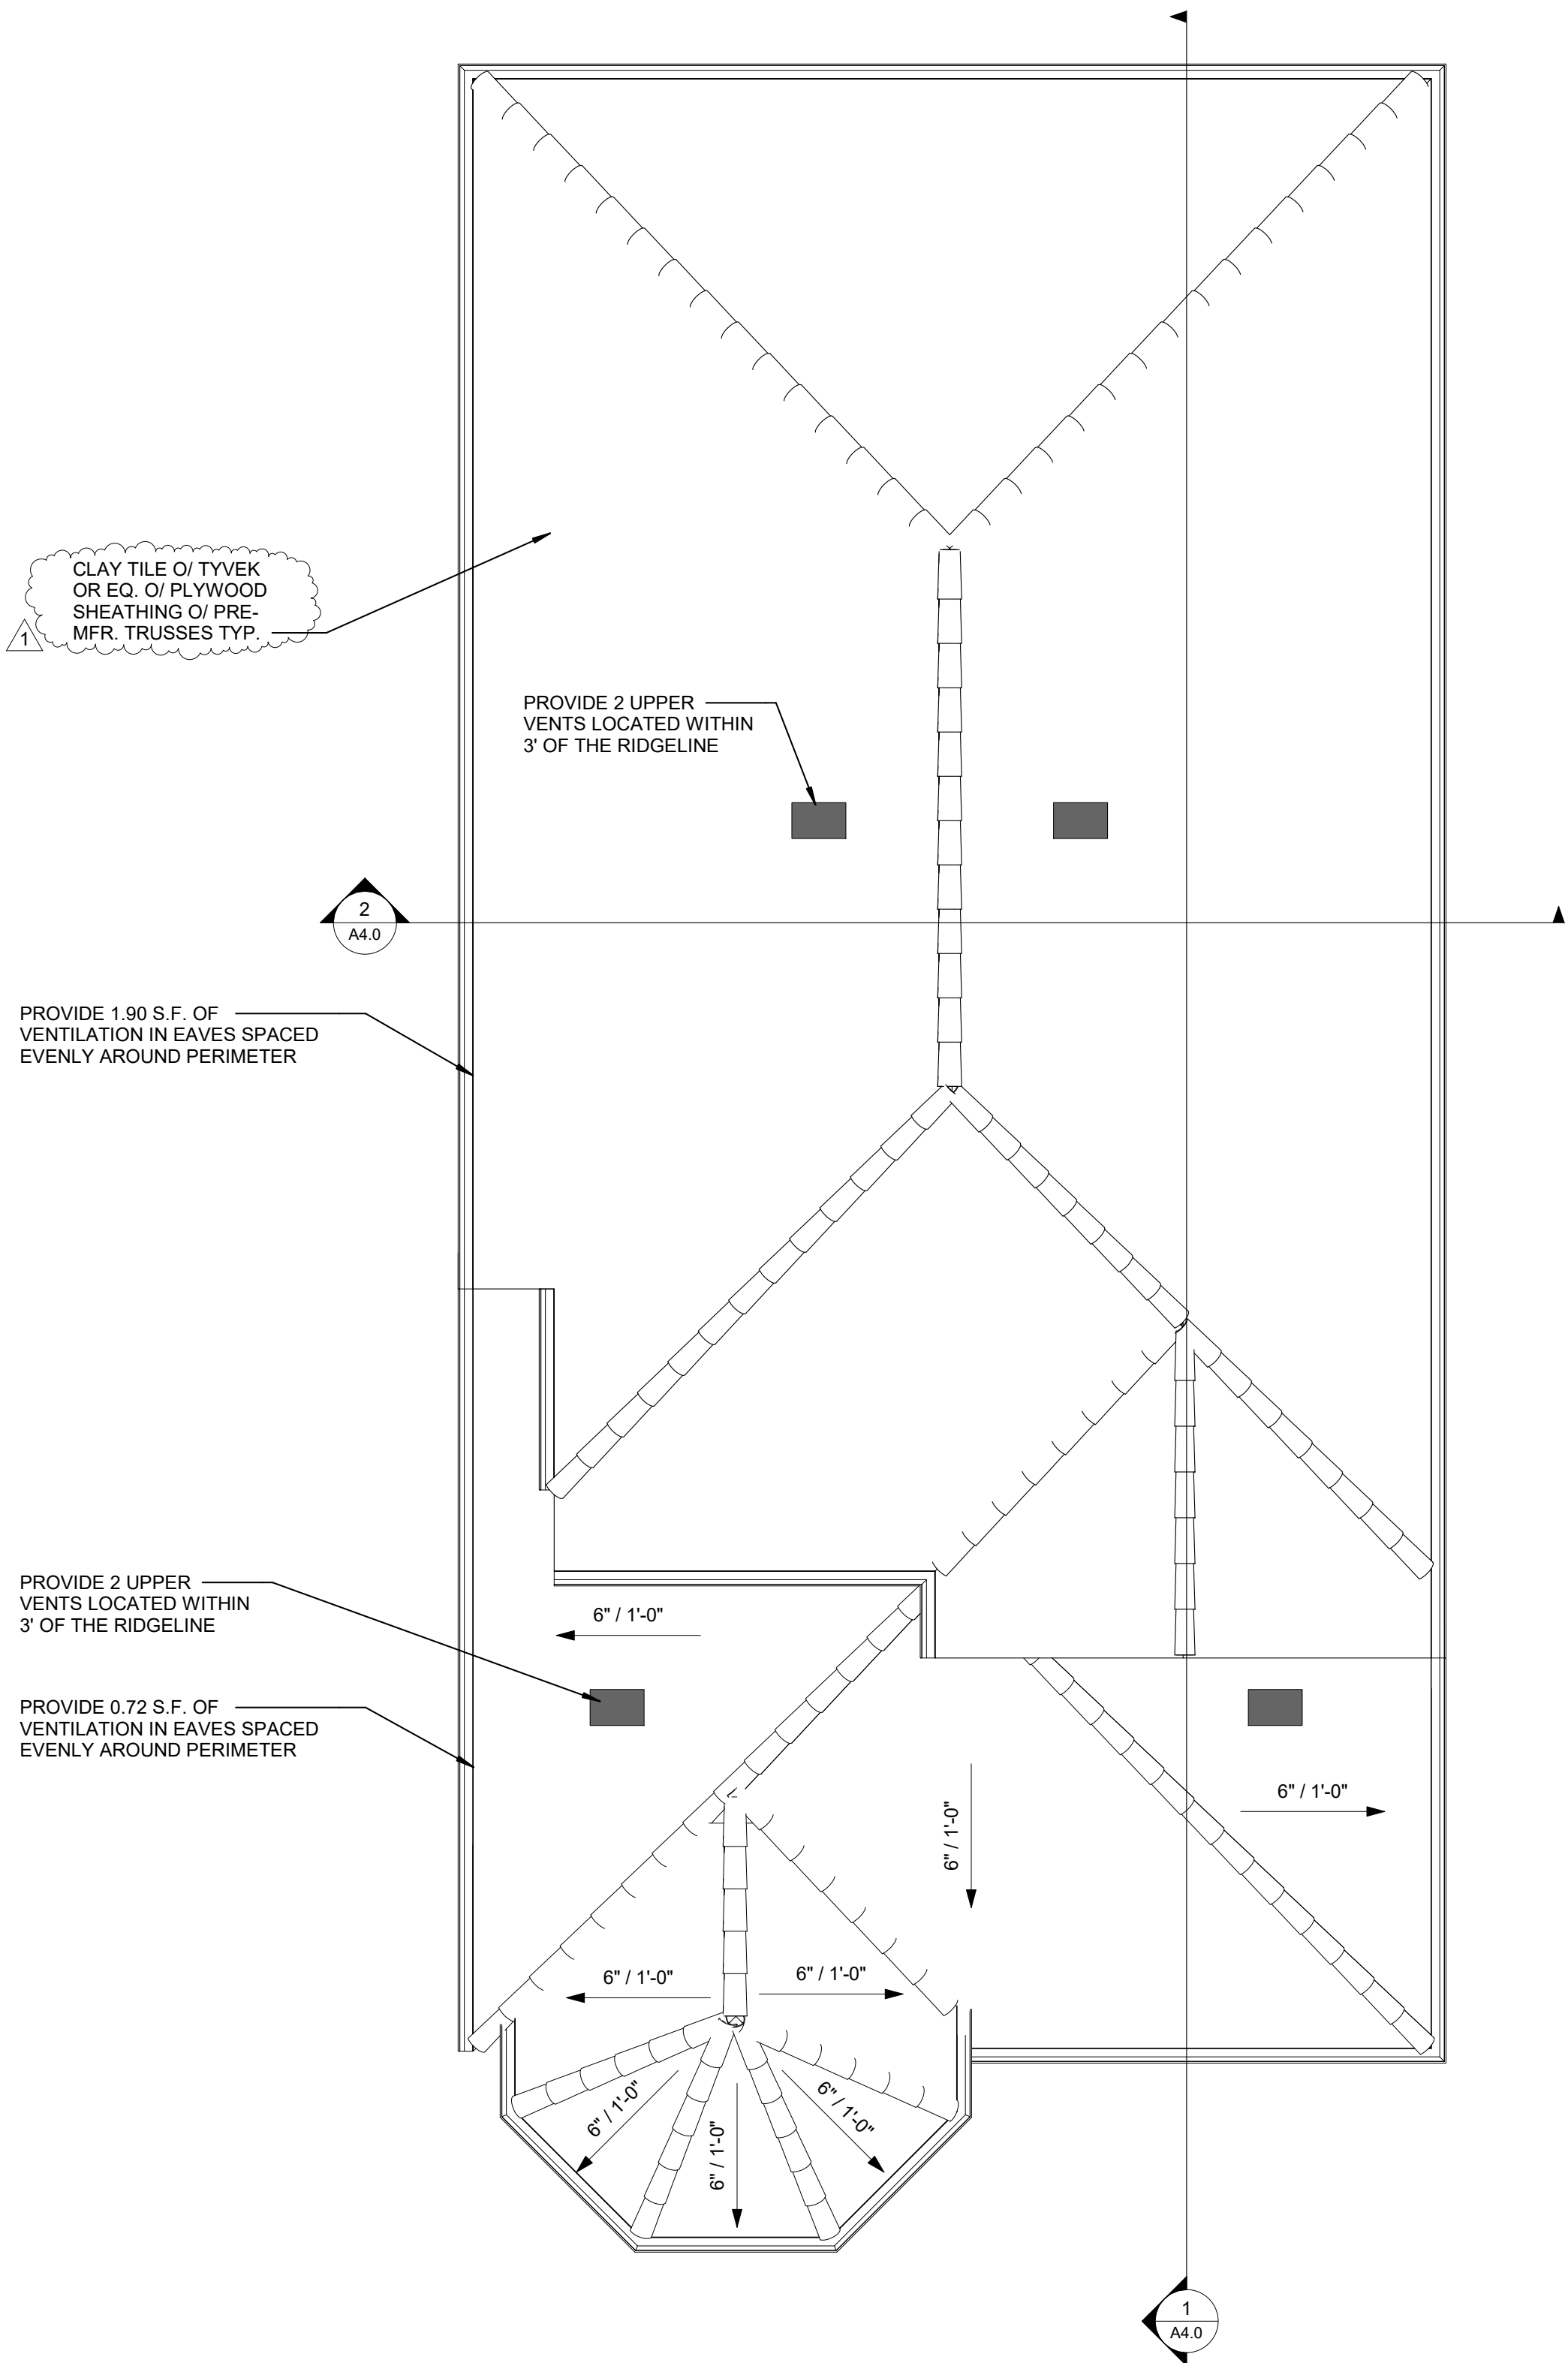 CLAY TILE O/ TYVEK
OR EQ. O/ PLYWOOD
SHEATHING O/ PRE-
MFR. TRUSSES TYP.
1
PROVIDE 2 UPPER
VENTS LOCATED WITHIN
3' OF THE RIDGELINE
2
A4.0
PROVIDE 1.90 S.F. OF
VENTILATION IN EAVES SPACED
EVENLY AROUND PERIMETER
PROVIDE 2 UPPER
VENTS LOCATED WITHIN
3' OF THE RIDGELINE
6" / 1'-0"
PROVIDE 0.72 S.F. OF
VENTILATION IN EAVES SPACED
EVENLY AROUND PERIMETER
6" / 1'-0"
6" / 1'-0"
6" / 1'-0"
6" / 1'-0"
6" / 1'-0"
6" / 1'-0"
6" / 1'-0"
1
A4.0